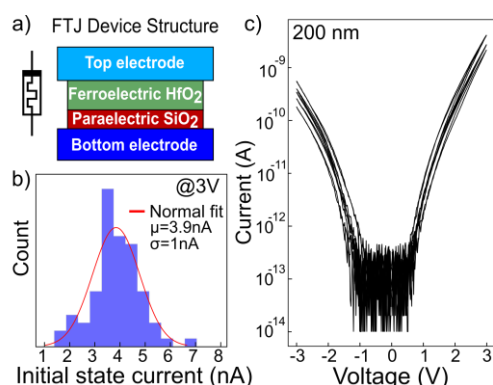 a) FTJ Device Structure
Top electrode
Ferroelectric HfO₂
Paraelectric SiO₂
Bottom electrode
b)
@3V
Normal fit
μ=3.9nA
σ=1nA
Count
1 2 3 4 5 6 7 8
Initial state current (nA)
c)
200 nm
Current (A)
10⁻⁹
10⁻¹⁰
10⁻¹¹
10⁻¹²
10⁻¹³
10⁻¹⁴
-3 -2 -1 0 1 2 3
Voltage (V)